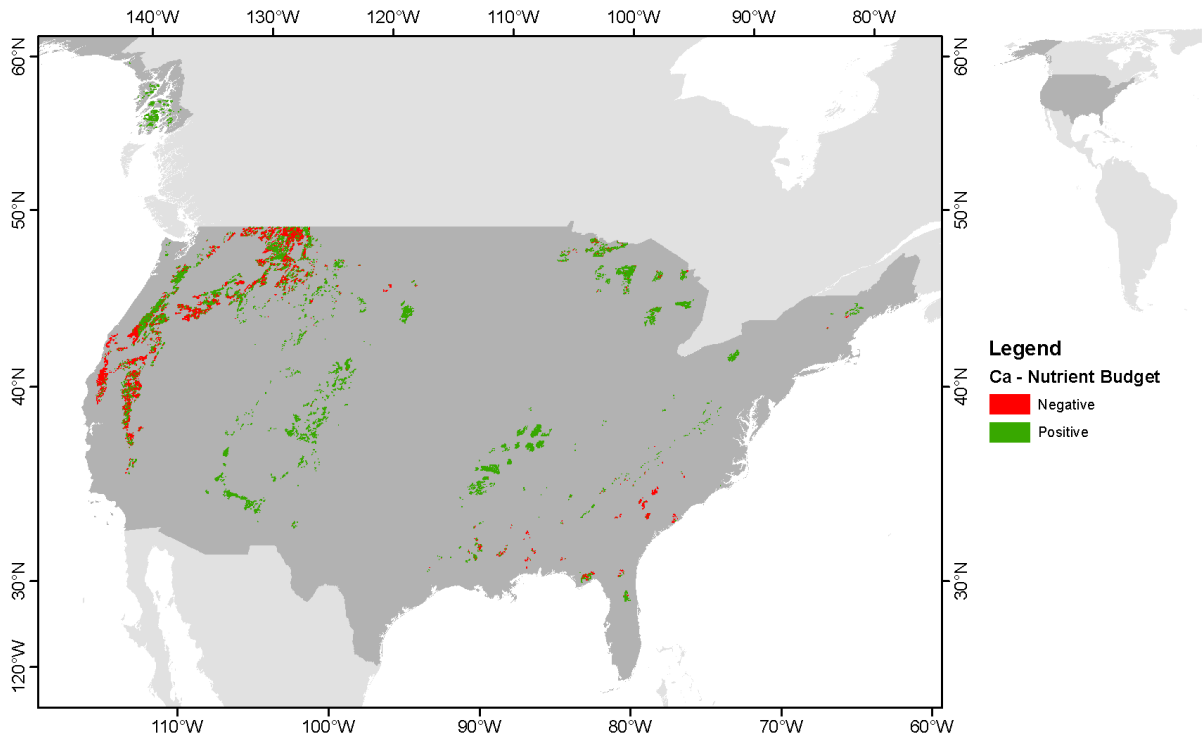 140°W 130°W 120°W 110°W 100°W 90°W 80°W
60°N 60°N
50°N 50°N
Legend
Ca - Nutrient Budget
40°N 40°N
Negative
Positive
30°N 30°N
120°W
110°W 100°W 90°W 80°W 70°W 60°W